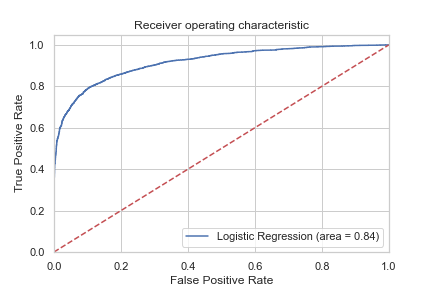 Receiver operating characteristic
True Positive Rate
1.0
0.8
0.6
0.4
0.2
0.0
Logistic Regression (area = 0.84)
0.0 0.2 0.4 0.6 0.8 1.0
False Positive Rate